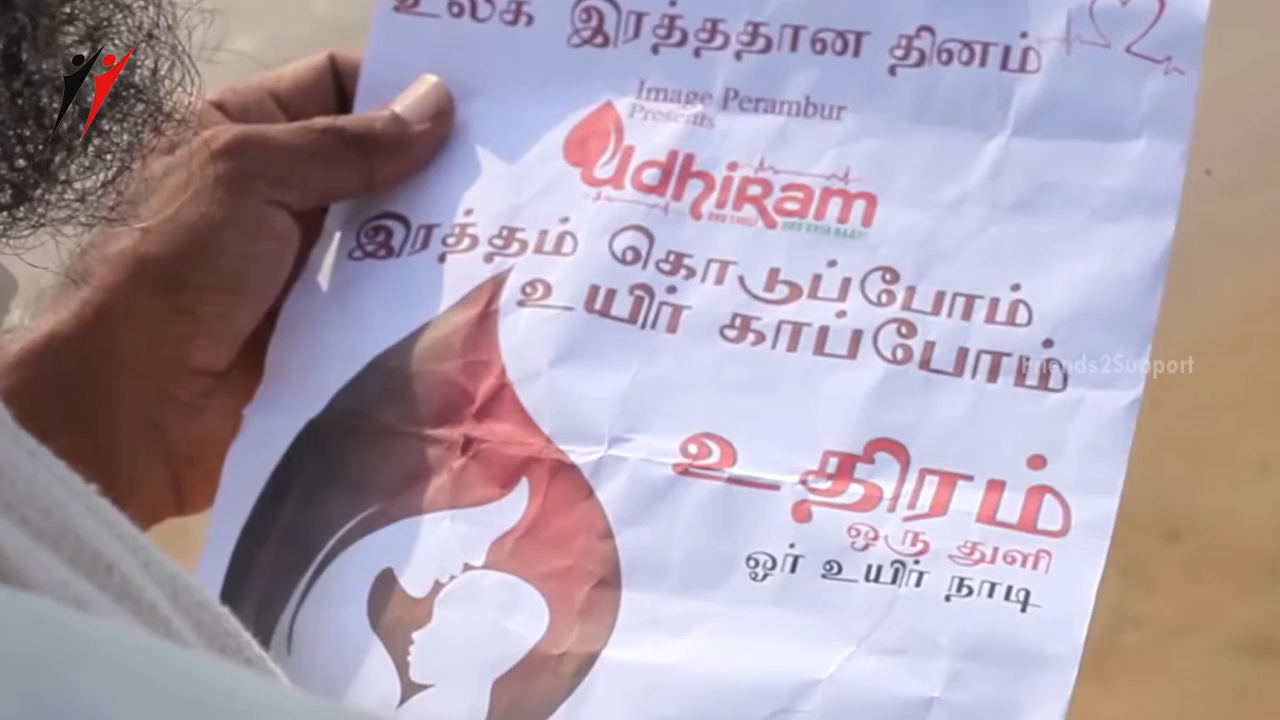 உலக இரத்ததான தினம்
Image Perambur
Presents
UdhiRam
இரத்தம் கொடுப்போம்
உயிர் காப்போம்
Friends2Support
உதிரம்
ஒரு துளி
ஓர் உயிர் நாடி